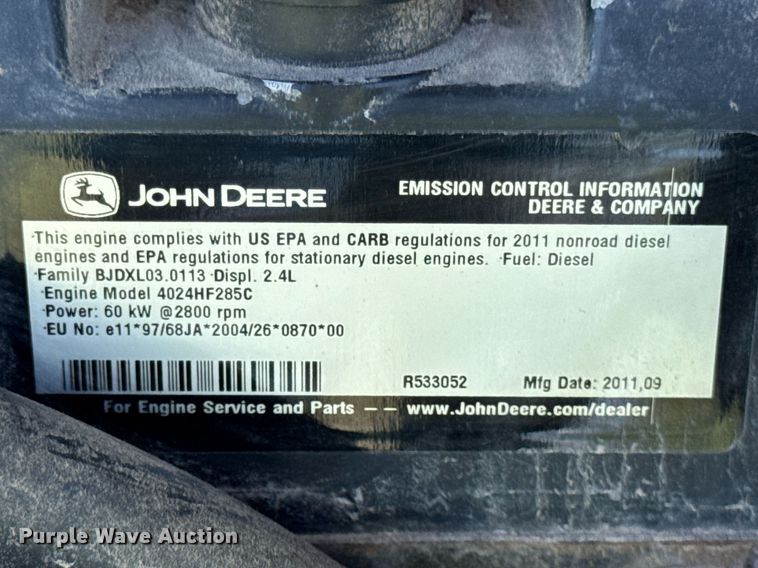 JOHN DEERE
EMISSION CONTROL INFORMATION
DEERE & COMPANY
This engine complies with US EPA and CARB regulations for 2011 nonroad diesel
engines and EPA regulations for stationary diesel engines. Fuel: Diesel
Family BJDXL03.0113 Displ. 2.4L
Engine Model 4024HF285C
Power: 60 kW @2800 rpm
EU No: e11*97/68JA*2004/26*0870*00
R533052 Mfg Date: 2011,09
For Engine Service and Parts -- www.JohnDeere.com/dealer
Purple Wave Auction